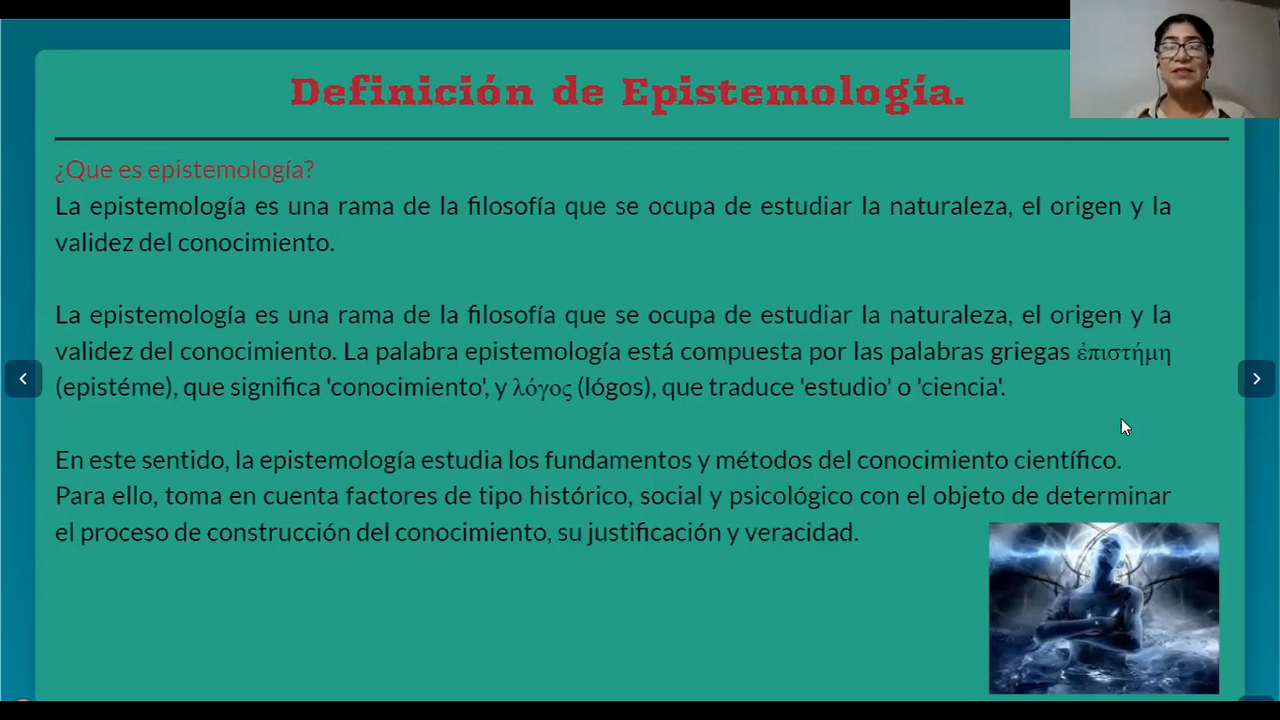 Definición de Epistemología.
¿Que es epistemología?
La epistemología es una rama de la filosofía que se ocupa de estudiar la naturaleza, el origen y la
validez del conocimiento.
La epistemología es una rama de la filosofía que se ocupa de estudiar la naturaleza, el origen y la
validez del conocimiento. La palabra epistemología está compuesta por las palabras griegas ἐπιστήμη
(epistéme), que significa 'conocimiento', y λόγος (lógos), que traduce 'estudio' o 'ciencia'.
En este sentido, la epistemología estudia los fundamentos y métodos del conocimiento científico.
Para ello, toma en cuenta factores de tipo histórico, social y psicológico con el objeto de determinar
el proceso de construcción del conocimiento, su justificación y veracidad.